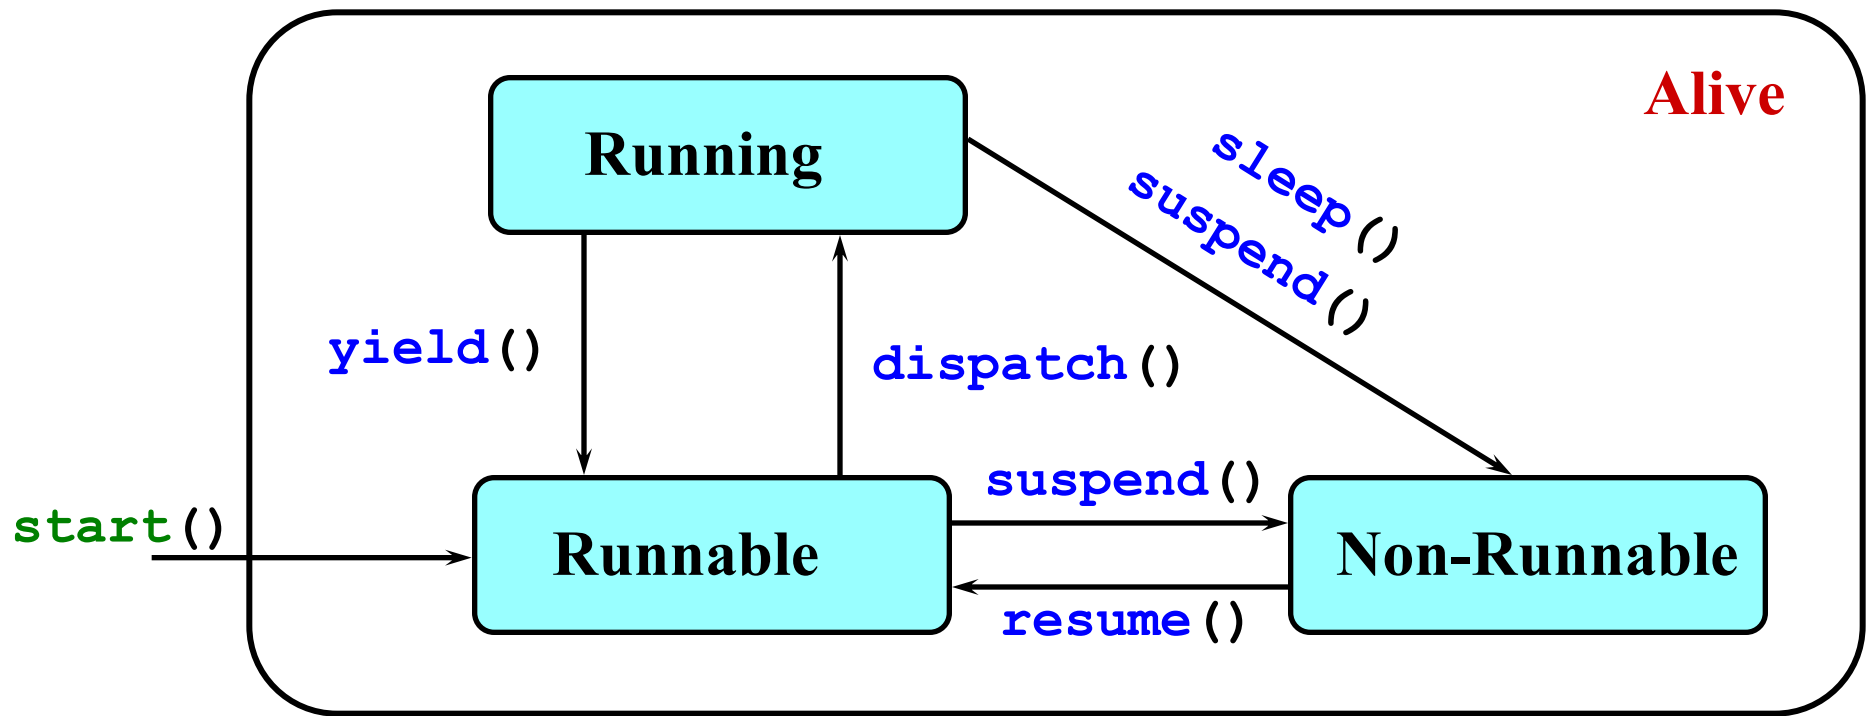 Alive
Running
sleep()
suspend()
yield()
dispatch()
suspend()
start()
Runnable
Non-Runnable
resume()